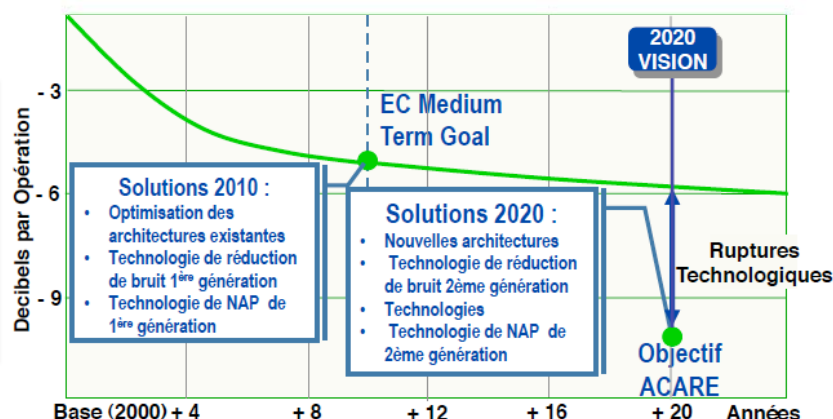 2020
VISION
- 3
EC Medium
Term Goal
Decibels par Opération
- 6
- 9
Solutions 2010 :
• Optimisation des
architectures existantes
• Technologie de réduction
de bruit 1ère génération
• Technologie de NAP de
1ère génération
Solutions 2020 :
• Nouvelles architectures
• Technologie de réduction
de bruit 2ème génération
• Technologies
• Technologie de NAP de
2ème génération
Ruptures
Technologiques
Objectif
ACARE
Base (2000) + 4 + 8 + 12 + 16 + 20 Années